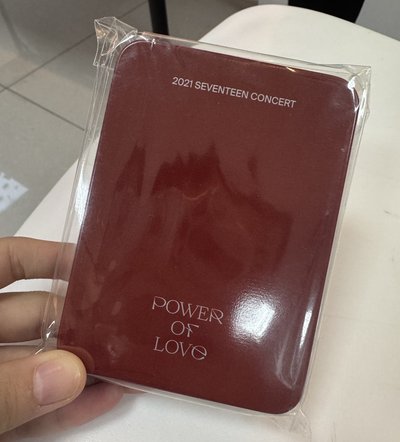 2021 SEVENTEEN CONCERT
POWER
OF
LOVE